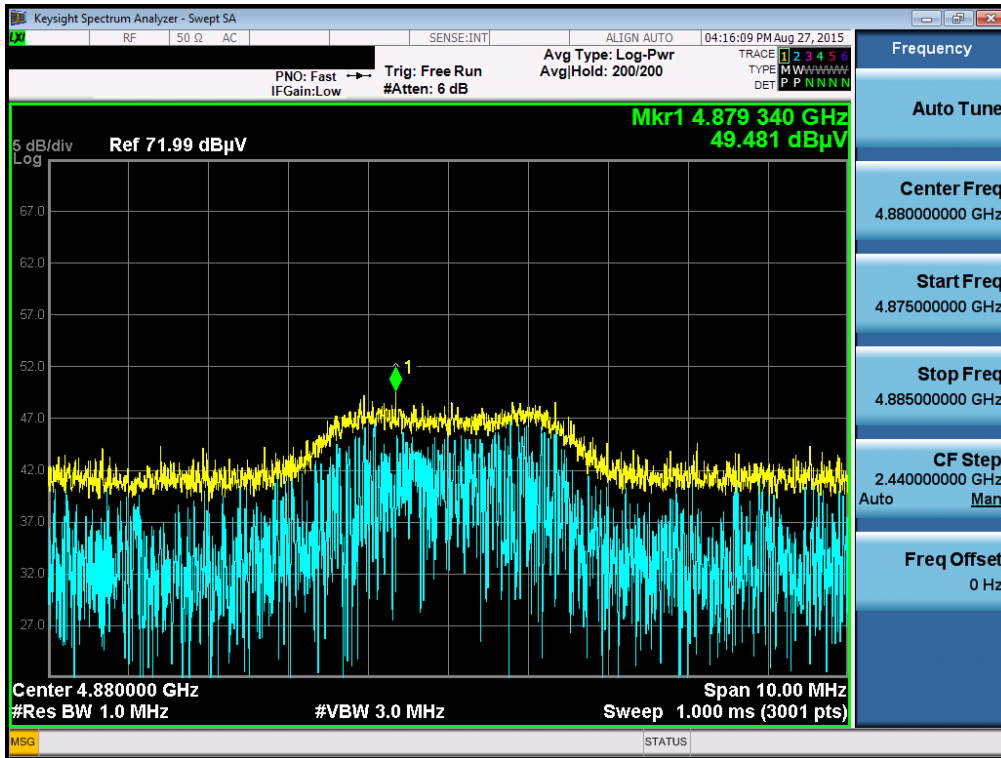 Keysight Spectrum Analyzer - Swept SA
LXI RF 50 Ω AC SENSE:INT ALIGN AUTO 04:16:09 PM Aug 27, 2015
PNO: Fast
IFGain:Low
Trig: Free Run
#Atten: 6 dB
Avg Type: Log-Pwr
Avg|Hold: 200/200
TRACE 1 2 3 4 5 6
TYPE M W W W W W
DET P P N N N N
Frequency
Mkr1 4.879 340 GHz
49.481 dBµV
5 dB/div Ref 71.99 dBµV
Log
67.0
62.0
57.0
52.0
47.0
42.0
37.0
32.0
27.0
1
Center 4.880000 GHz Span 10.00 MHz
#Res BW 1.0 MHz #VBW 3.0 MHz Sweep 1.000 ms (3001 pts)
MSG STATUS
Auto Tune
Center Freq
4.880000000 GHz
Start Freq
4.875000000 GHz
Stop Freq
4.885000000 GHz
CF Step
2.440000000 GHz
Auto Man
Freq Offset
0 Hz